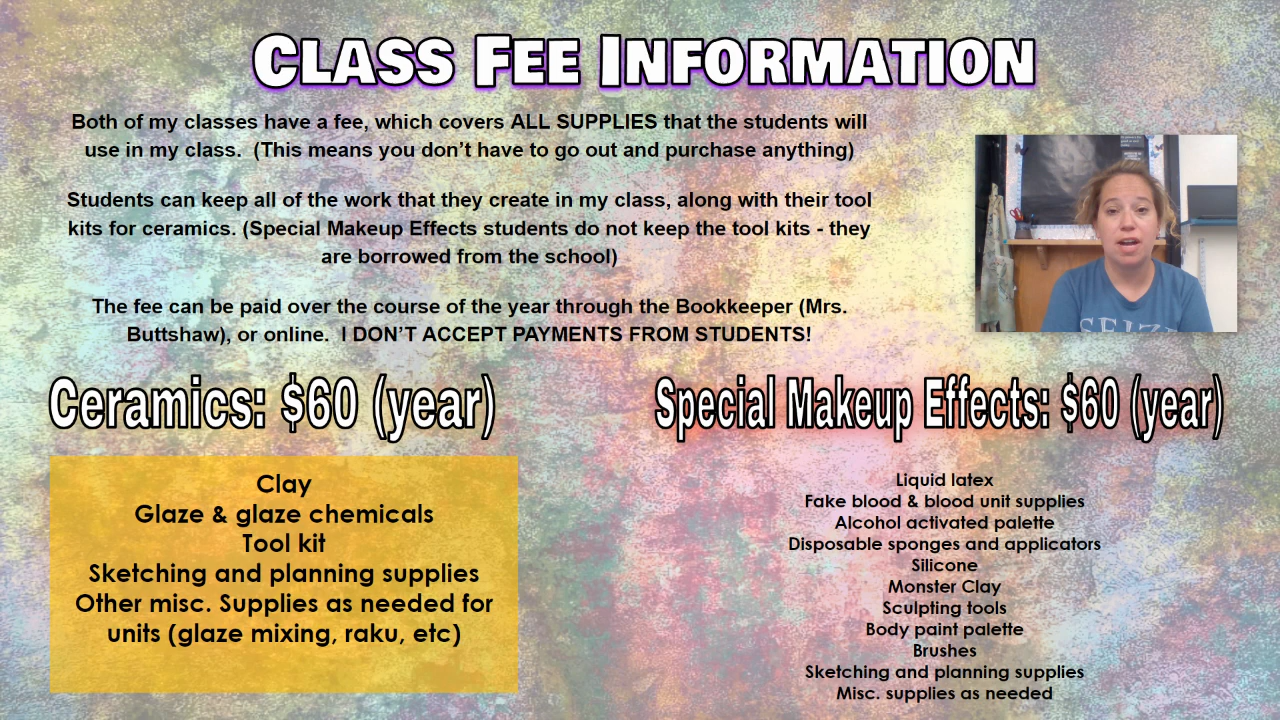 CLASS FEE INFORMATION
Both of my classes have a fee, which covers ALL SUPPLIES that the students will
use in my class.  (This means you don’t have to go out and purchase anything)
Students can keep all of the work that they create in my class, along with their tool
kits for ceramics. (Special Makeup Effects students do not keep the tool kits - they
are borrowed from the school)
The fee can be paid over the course of the year through the Bookkeeper (Mrs.
Buttshaw), or online.  I DON’T ACCEPT PAYMENTS FROM STUDENTS!
Ceramics: $60 (year)
Clay
Glaze & glaze chemicals
Tool kit
Sketching and planning supplies
Other misc. Supplies as needed for
units (glaze mixing, raku, etc)
Special Makeup Effects: $60 (year)
Liquid latex
Fake blood & blood unit supplies
Alcohol activated palette
Disposable sponges and applicators
Silicone
Monster Clay
Sculpting tools
Body paint palette
Brushes
Sketching and planning supplies
Misc. supplies as needed